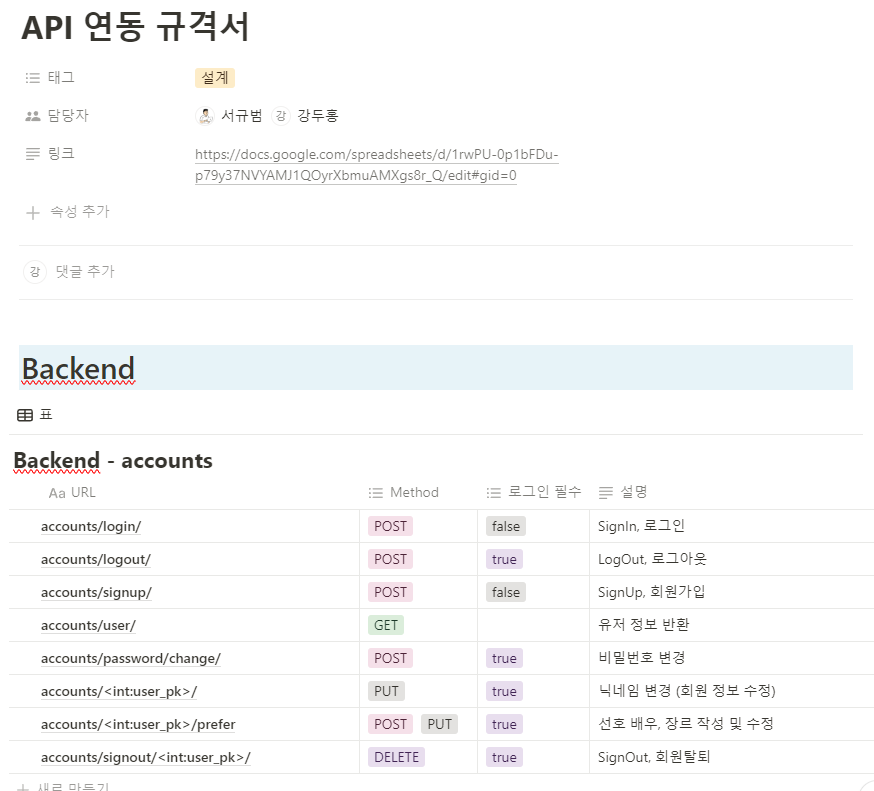 API 연동 규격서
태그 설계
담당자 서규범 강 강두홍
링크 https://docs.google.com/spreadsheets/d/1rwPU-0p1bFDu-
p79y37NVYAMJ1QOyrXbmuAMXgs8r_Q/edit#gid=0
속성 추가
강 댓글 추가
Backend
표
Backend - accounts
Aa URL Method 로그인 필수 설명
accounts/login/ POST false SignIn, 로그인
accounts/logout/ POST true LogOut, 로그아웃
accounts/signup/ POST false SignUp, 회원가입
accounts/user/ GET 유저 정보 반환
accounts/password/change/ POST true 비밀번호 변경
accounts/<int:user_pk>/ PUT true 닉네임 변경 (회원 정보 수정)
accounts/<int:user_pk>/prefer POST PUT true 선호 배우, 장르 작성 및 수정
accounts/signout/<int:user_pk>/ DELETE true SignOut, 회원탈퇴
새로 만들기